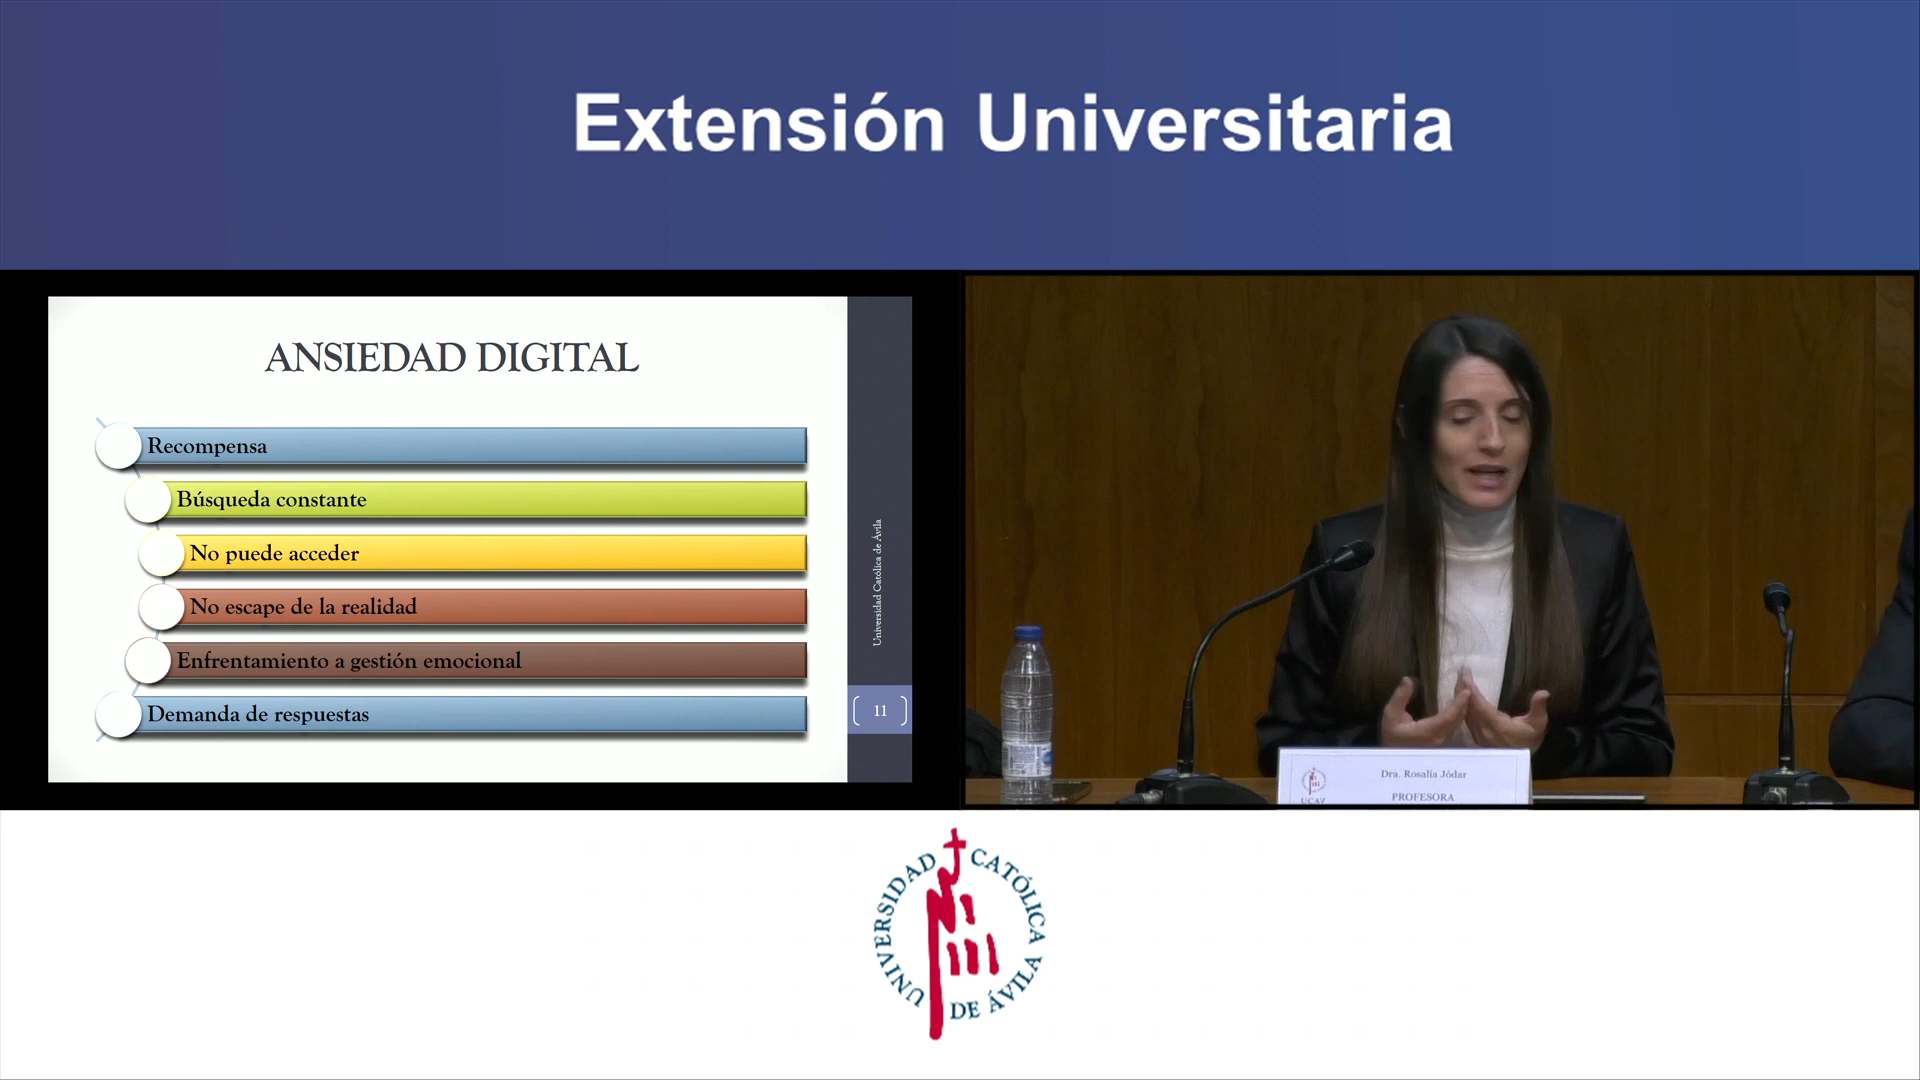 Extensión Universitaria
ANSIEDAD DIGITAL
Recompensa
Búsqueda constante
No puede acceder
No escape de la realidad
Enfrentamiento a gestión emocional
Demanda de respuestas
Universidad Católica de Ávila
11
Dra. Rosalía Jódar
UCAV
PROFESORA
UNIVERSIDAD CATÓLICA DE ÁVILA